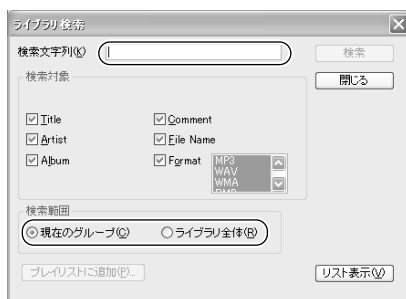 ライブラリ検索
検索文字列(K)
検索
検索対象
閉じる
Title
Comment
Artist
File Name
Album
Format
MP3
WAV
WMA
検索範囲
現在のグループ(C)
ライブラリ全体(R)
プレイリストに追加(P)...
リスト表示(V)